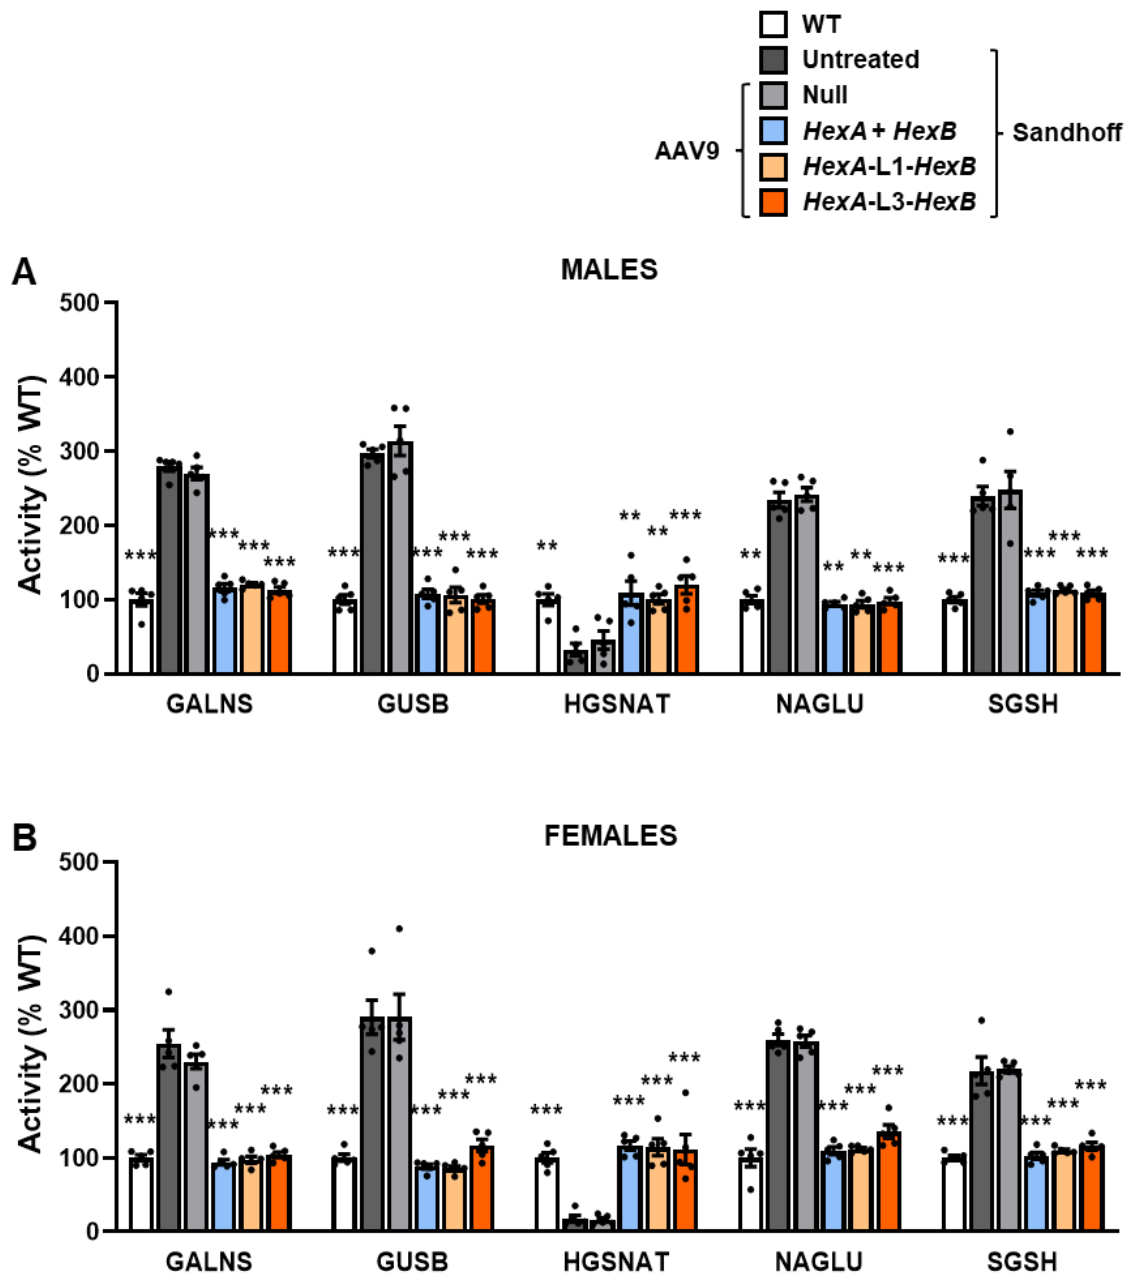 WT
Untreated
Null
HexA + HexB
HexA-L1-HexB
HexA-L3-HexB
AAV9
Sandhoff
A
MALES
Activity (% WT)
500
400
300
200
100
0
*** *** *** ***
*** *** *** ***
** ** ** ***
** ** ** ***
*** *** *** ***
GALNS GUSB HGSNAT NAGLU SGSH
B
FEMALES
Activity (% WT)
500
400
300
200
100
0
*** *** *** ***
*** *** *** ***
*** *** *** ***
*** *** *** ***
*** *** *** ***
GALNS GUSB HGSNAT NAGLU SGSH